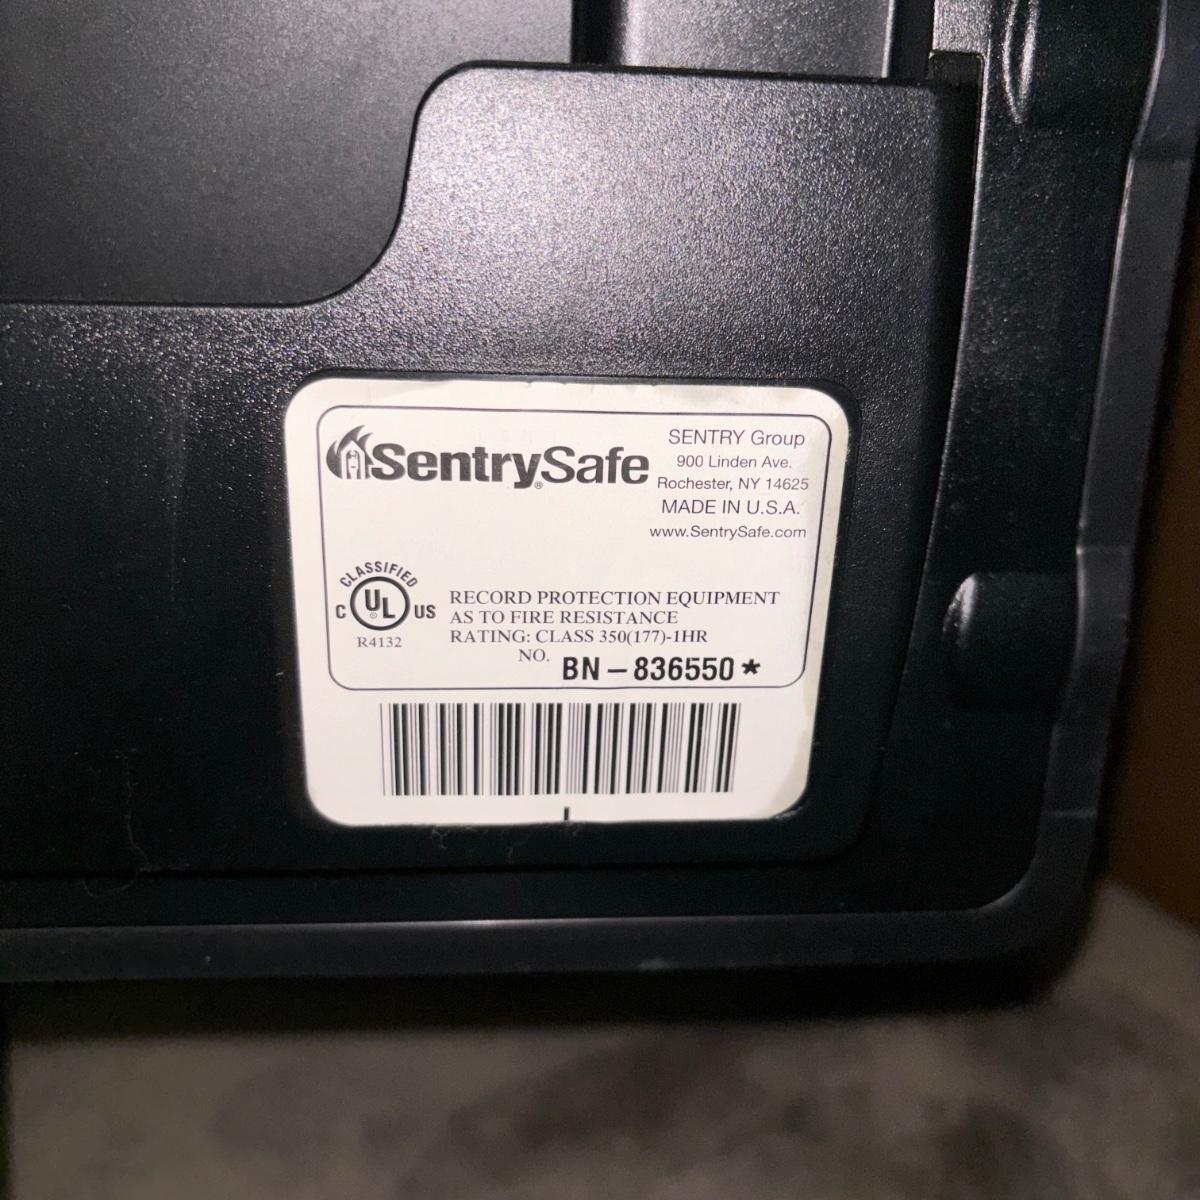 SentrySafe®
SENTRY Group
900 Linden Ave.
Rochester, NY 14625
MADE IN U.S.A.
www.SentrySafe.com
CLASSIFIED
C UL® US
R4132
RECORD PROTECTION EQUIPMENT
AS TO FIRE RESISTANCE
RATING: CLASS 350(177)-1HR
NO. BN – 836550 *